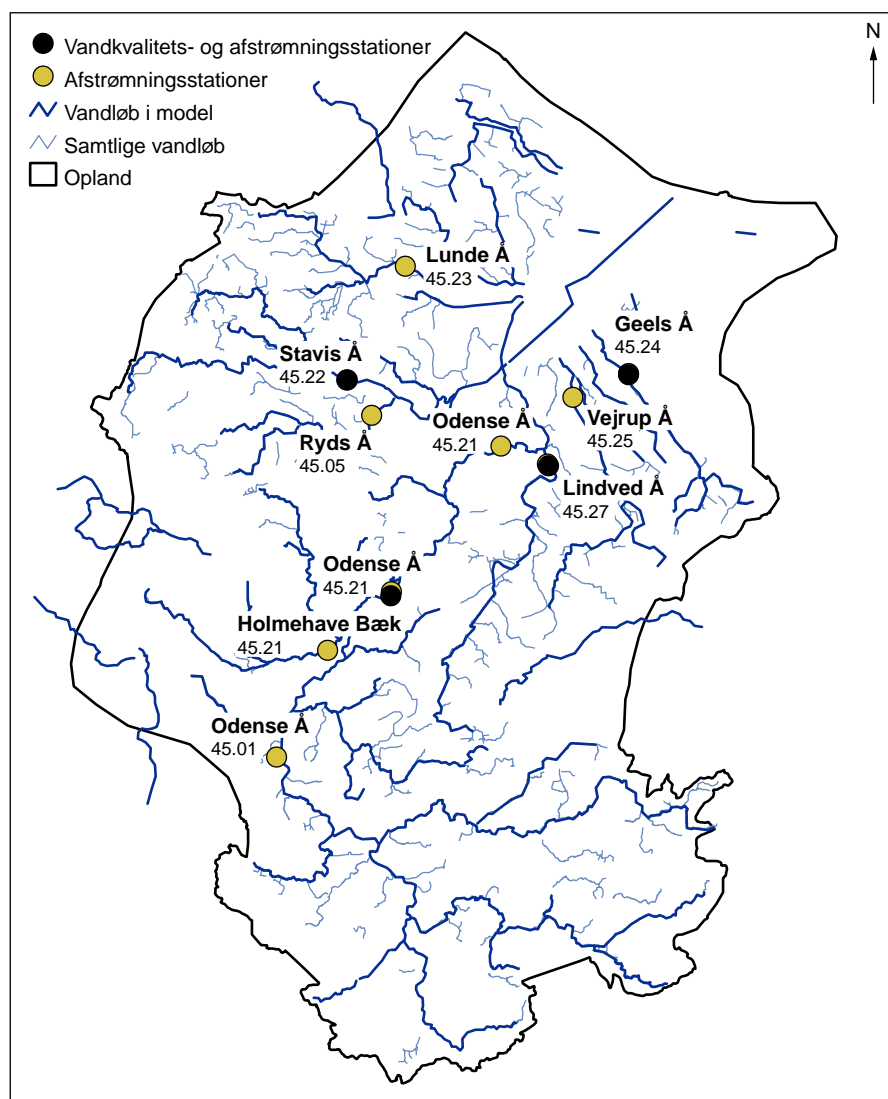 Vandkvalitets- og afstrømningsstationer
Afstrømningsstationer
Vandløb i model
Samtlige vandløb
Opland
N
Lunde Å
45.23
Geels Å
45.24
Stavis Å
45.22
Ryds Å
45.05
Odense Å
45.21
Vejrup Å
45.25
Lindved Å
45.27
Odense Å
45.21
Holmehave Bæk
45.21
Odense Å
45.01